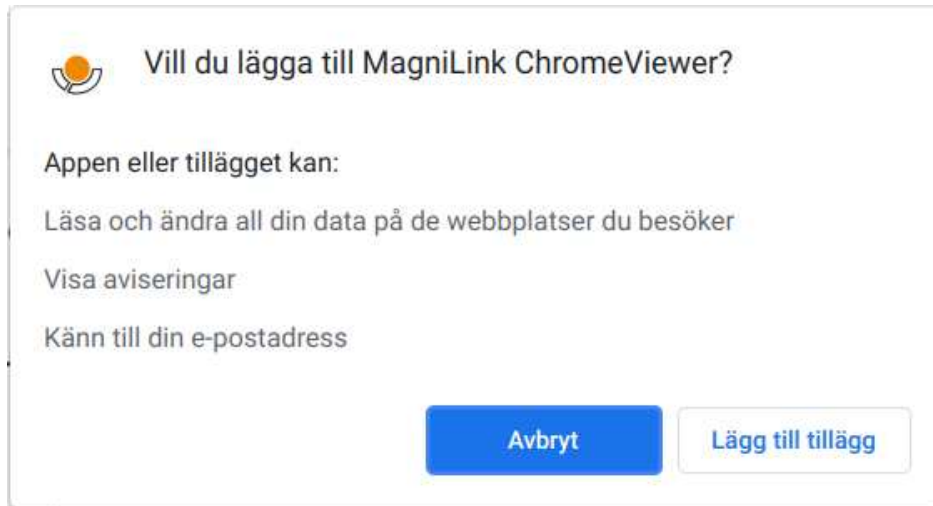 Vill du lägga till MagniLink ChromeViewer?
Appen eller tillägget kan:
Läsa och ändra all din data på de webbplatser du besöker
Visa aviseringar
Känn till din e-postadress
Avbryt
Lägg till tillägg